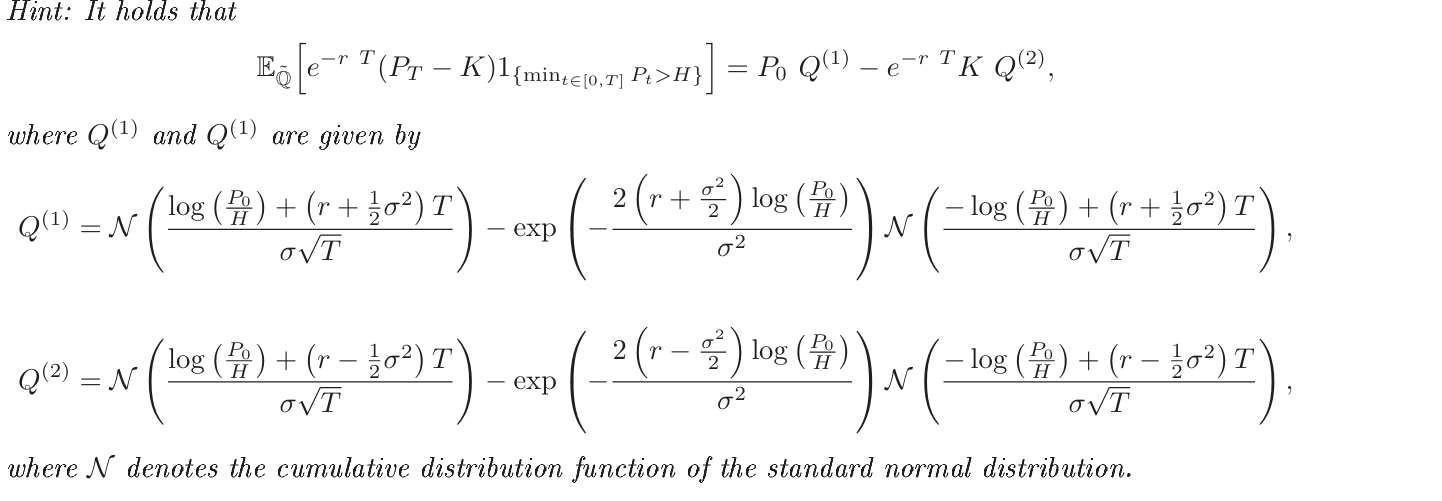 Hint: It holds that
$\mathbb{E}_{\tilde{\mathbb{Q}}}\left[e^{-r\ T}(P_T - K)1_{\{\min_{t\in[0,T]} P_t > H\}}\right] = P_0\ Q^{(1)} - e^{-r\ T}K\ Q^{(2)},$
where $Q^{(1)}$ and $Q^{(1)}$ are given by
$Q^{(1)} = \mathcal{N}\left(\frac{\log\left(\frac{P_0}{H}\right) + \left(r + \frac{1}{2}\sigma^2\right)T}{\sigma\sqrt{T}}\right) - \exp\left(-\frac{2\left(r + \frac{\sigma^2}{2}\right)\log\left(\frac{P_0}{H}\right)}{\sigma^2}\right)\mathcal{N}\left(\frac{-\log\left(\frac{P_0}{H}\right) + \left(r + \frac{1}{2}\sigma^2\right)T}{\sigma\sqrt{T}}\right),$
$Q^{(2)} = \mathcal{N}\left(\frac{\log\left(\frac{P_0}{H}\right) + \left(r - \frac{1}{2}\sigma^2\right)T}{\sigma\sqrt{T}}\right) - \exp\left(-\frac{2\left(r - \frac{\sigma^2}{2}\right)\log\left(\frac{P_0}{H}\right)}{\sigma^2}\right)\mathcal{N}\left(\frac{-\log\left(\frac{P_0}{H}\right) + \left(r - \frac{1}{2}\sigma^2\right)T}{\sigma\sqrt{T}}\right),$
where $\mathcal{N}$ denotes the cumulative distribution function of the standard normal distribution.